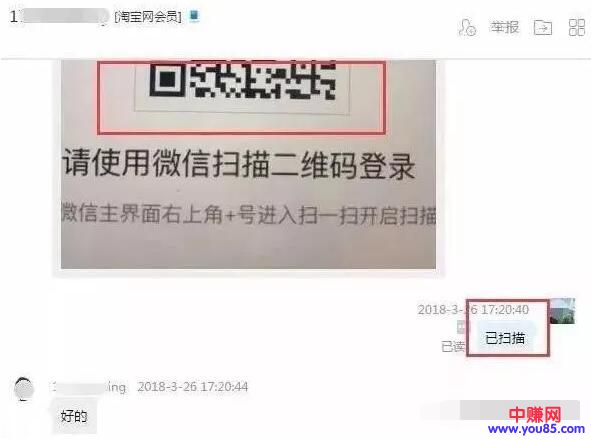 [淘宝网会员]
举报
请使用微信扫描二维码登录
微信主界面右上角+号进入扫一扫开启扫描
2018-3-26 17:20:40
已读
已扫描
ing 2018-3-26 17:20:44
好的
中赚网
www.you85.com